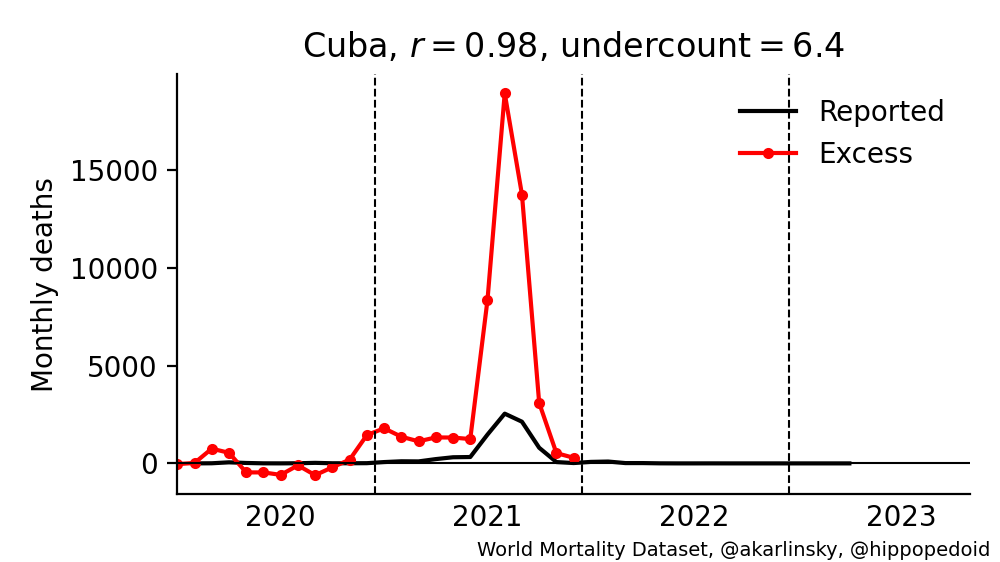 Cuba, r = 0.98, undercount = 6.4
Reported
Excess
Monthly deaths
15000
10000
5000
0
2020 2021 2022 2023
World Mortality Dataset, @akarlinsky, @hippopedoid